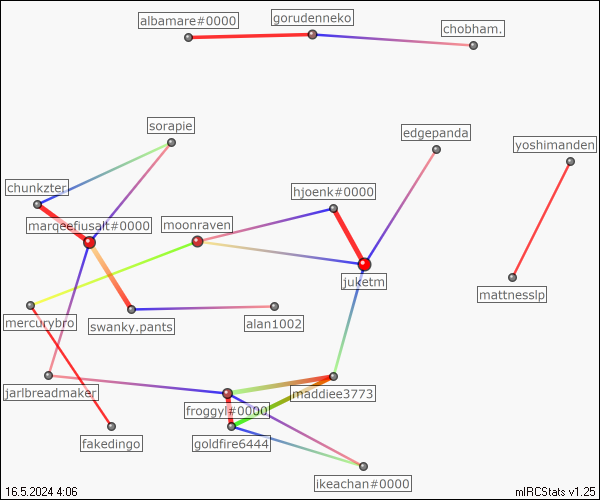 albamare#0000
gorudenneko
chobham.
sorapie
edgepanda
yoshimanden
chunkzter
hjoenk#0000
marqeefiusalt#0000
moonraven
juketm
mattnesslp
mercurybro
swanky.pants
alan1002
jarlbreadmaker
maddiee3773
froggyl#0000
fakedingo
goldfire6444
ikeachan#0000
16.5.2024 4:06
mIRCStats v1.25